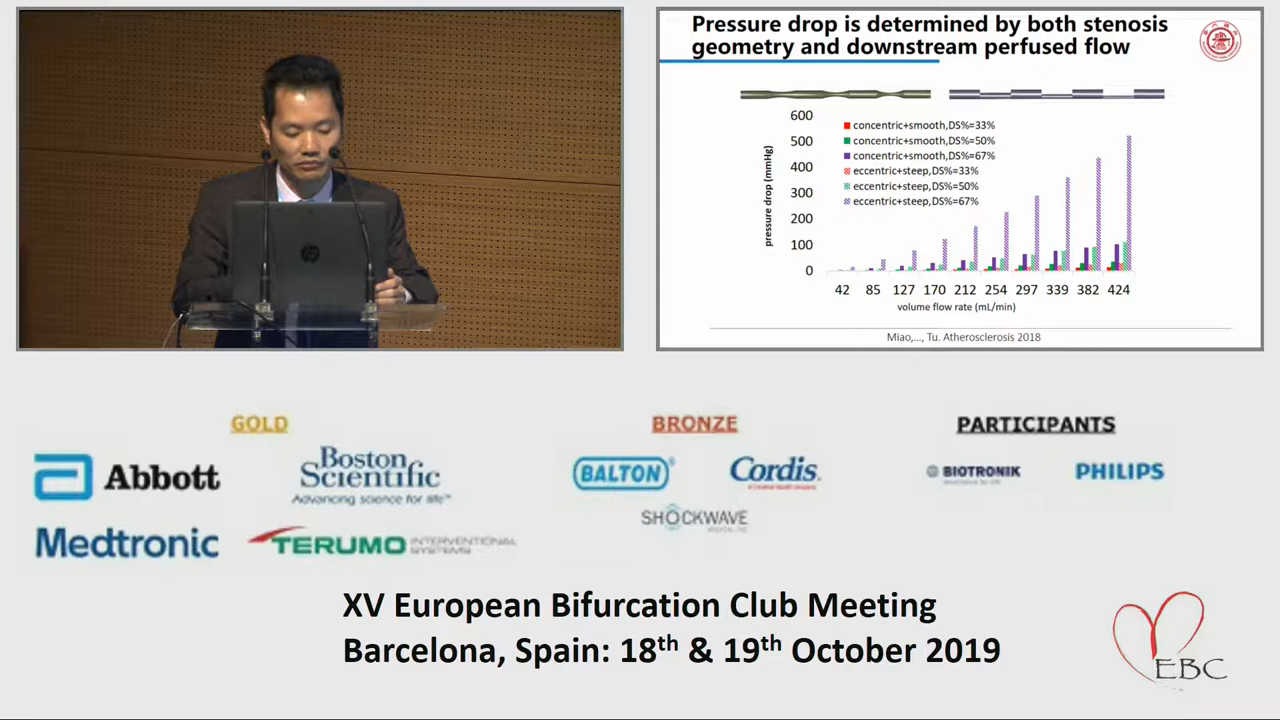 Pressure drop is determined by both stenosis
geometry and downstream perfused flow
600
500
400
300
200
100
0
pressure drop (mmHg)
concentric+smooth,DS%=33%
concentric+smooth,DS%=50%
concentric+smooth,DS%=67%
eccentric+steep,DS%=33%
eccentric+steep,DS%=50%
eccentric+steep,DS%=67%
42 85 127 170 212 254 297 339 382 424
volume flow rate (mL/min)
Miao,..., Tu. Atherosclerosis 2018
hp
GOLD
Abbott
Boston
Scientific
Advancing science for life™
Medtronic
TERUMO INTERVENTIONAL
SYSTEMS
BRONZE
BALTON®
Cordis.
SHOCKWAVE
PARTICIPANTS
BIOTRONIK
PHILIPS
XV European Bifurcation Club Meeting
Barcelona, Spain: 18th & 19th October 2019
EBC